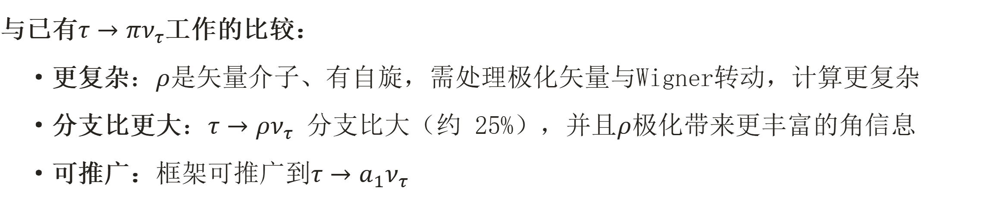 与已有τ → πν_τ工作的比较：
• 更复杂：ρ是矢量介子、有自旋，需处理极化矢量与Wigner转动，计算更复杂
• 分支比更大：τ → ρν_τ 分支比大（约 25%），并且ρ极化带来更丰富的角信息
• 可推广：框架可推广到τ → a₁ν_τ